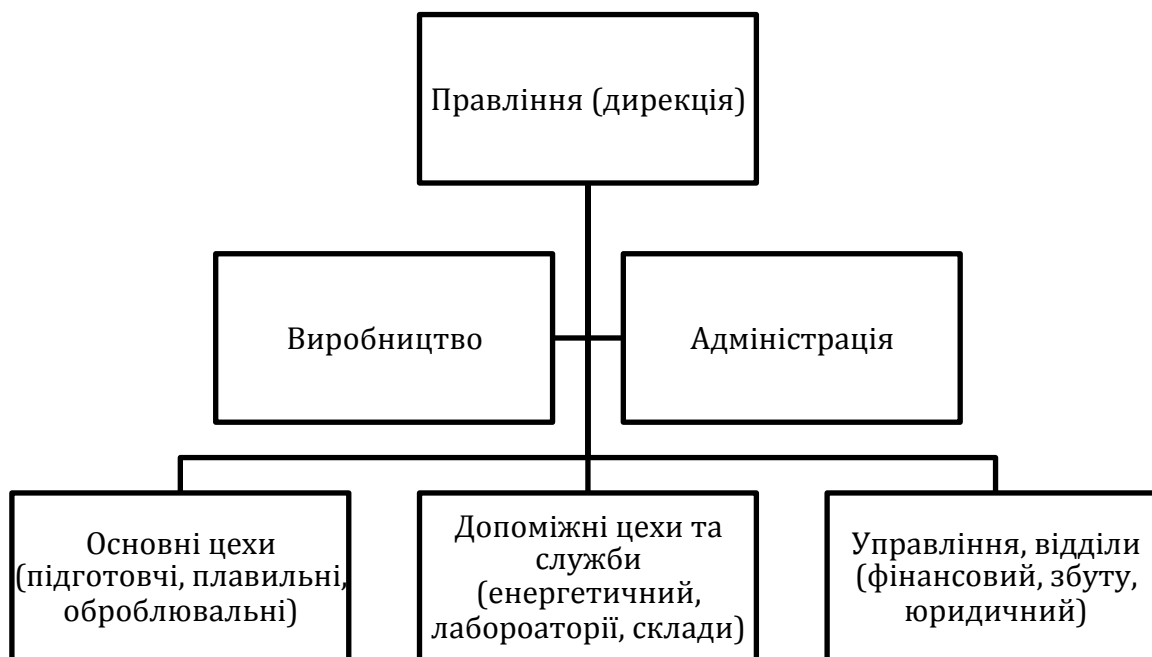 Правління (дирекція)
Виробництво
Адміністрація
Основні цехи
(підготовчі, плавильні,
оброблювальні)
Допоміжні цехи та
служби
(енергетичний,
лабороаторії, склади)
Управління, відділи
(фінансовий, збуту,
юридичний)